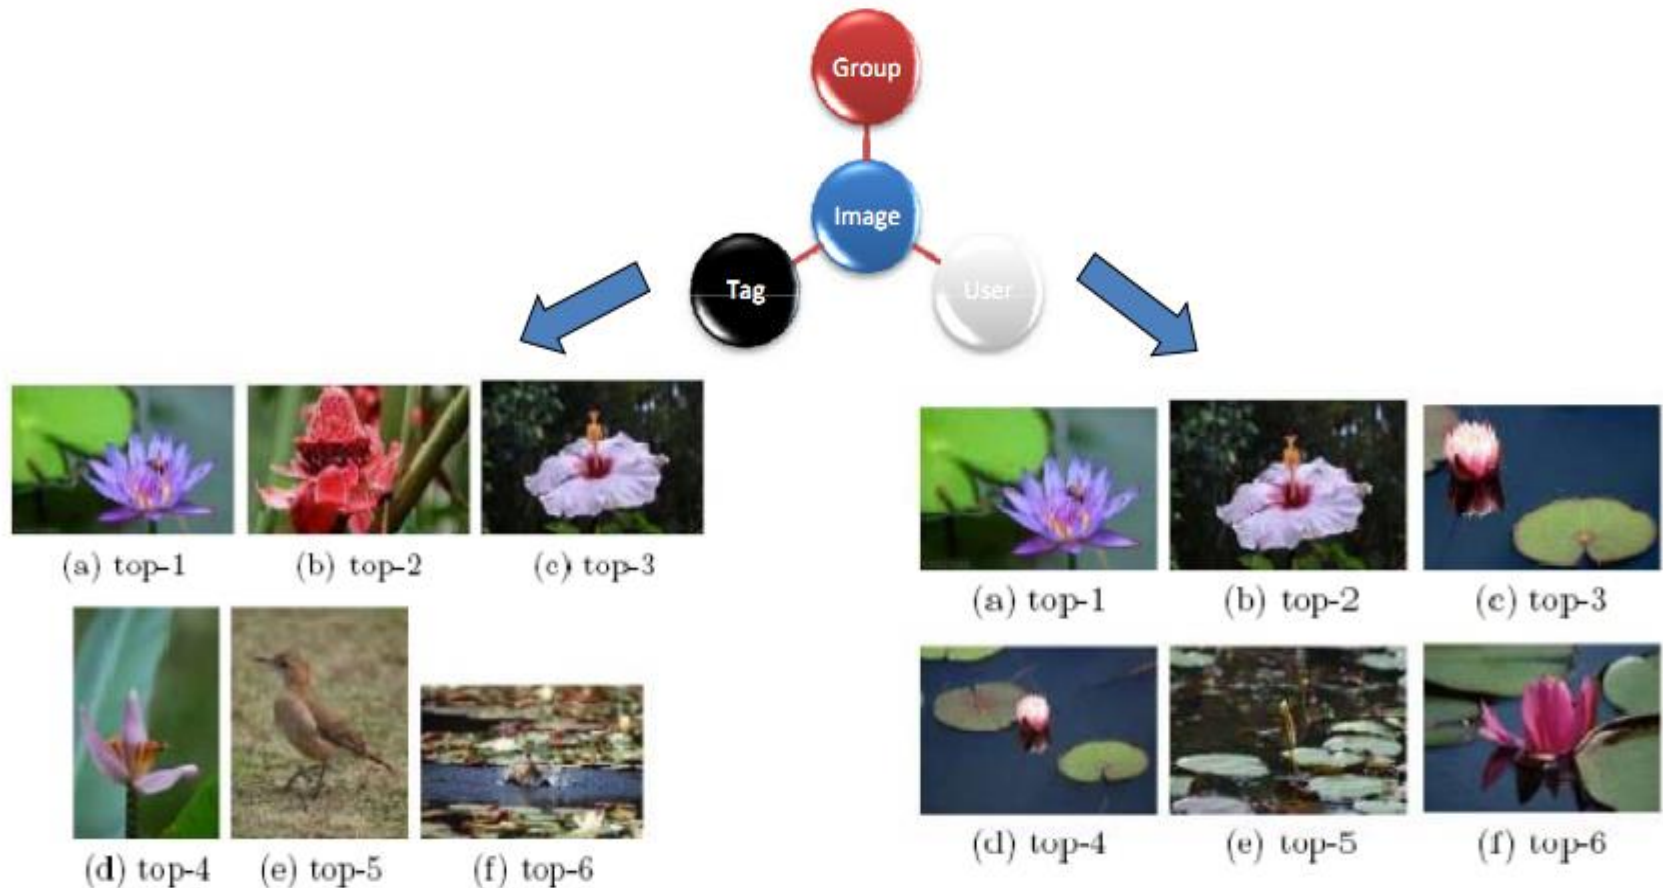 Group
Image
Tag
User
(a) top-1
(b) top-2
(c) top-3
(d) top-4
(e) top-5
(f) top-6
(a) top-1
(b) top-2
(c) top-3
(d) top-4
(e) top-5
(f) top-6